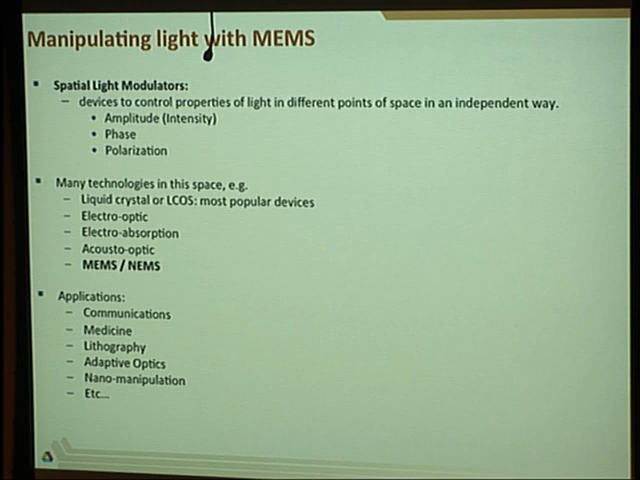 Manipulating light with MEMS
▪ Spatial Light Modulators:
– devices to control properties of light in different points of space in an independent way.
• Amplitude (Intensity)
• Phase
• Polarization
▪ Many technologies in this space, e.g.
– Liquid crystal or LCOS: most popular devices
– Electro-optic
– Electro-absorption
– Acousto-optic
– MEMS / NEMS
▪ Applications:
– Communications
– Medicine
– Lithography
– Adaptive Optics
– Nano-manipulation
– Etc...